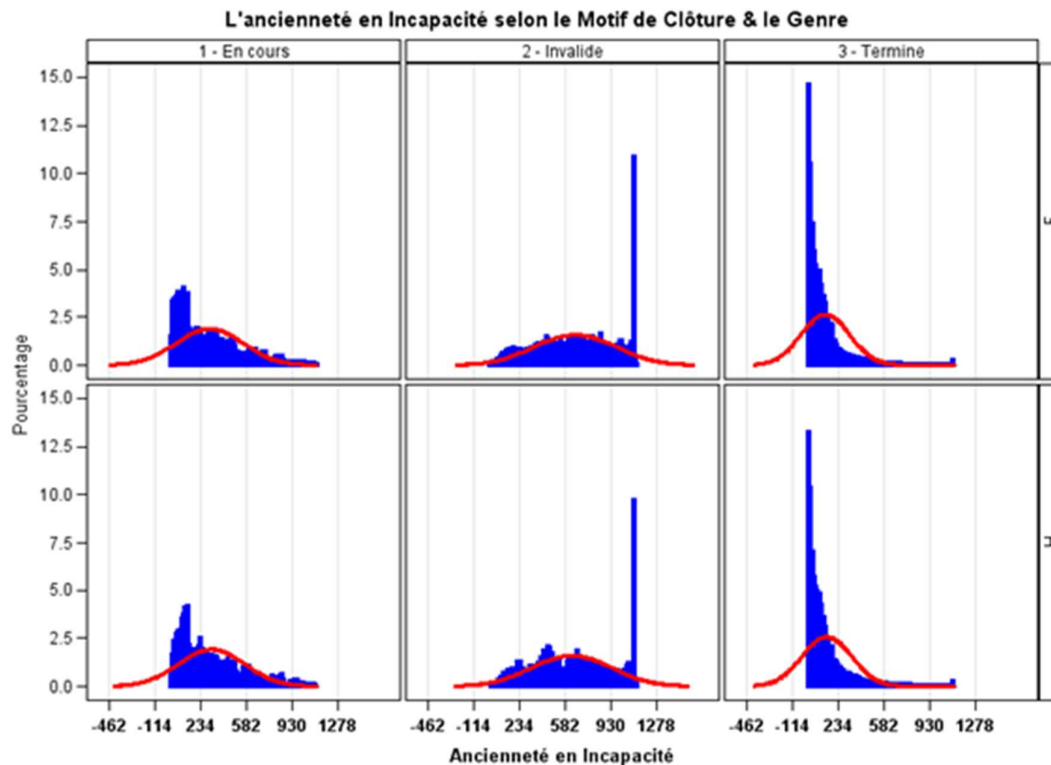 L'ancienneté en Incapacité selon le Motif de Clôture & le Genre
1 - En cours 2 - Invalide 3 - Termine
15.0
12.5
10.0
7.5
5.0
2.5
0.0
F
Pourcentage
15.0
12.5
10.0
7.5
5.0
2.5
0.0
H
-462 -114 234 582 930 1278 -462 -114 234 582 930 1278 -462 -114 234 582 930 1278
Ancienneté en Incapacité